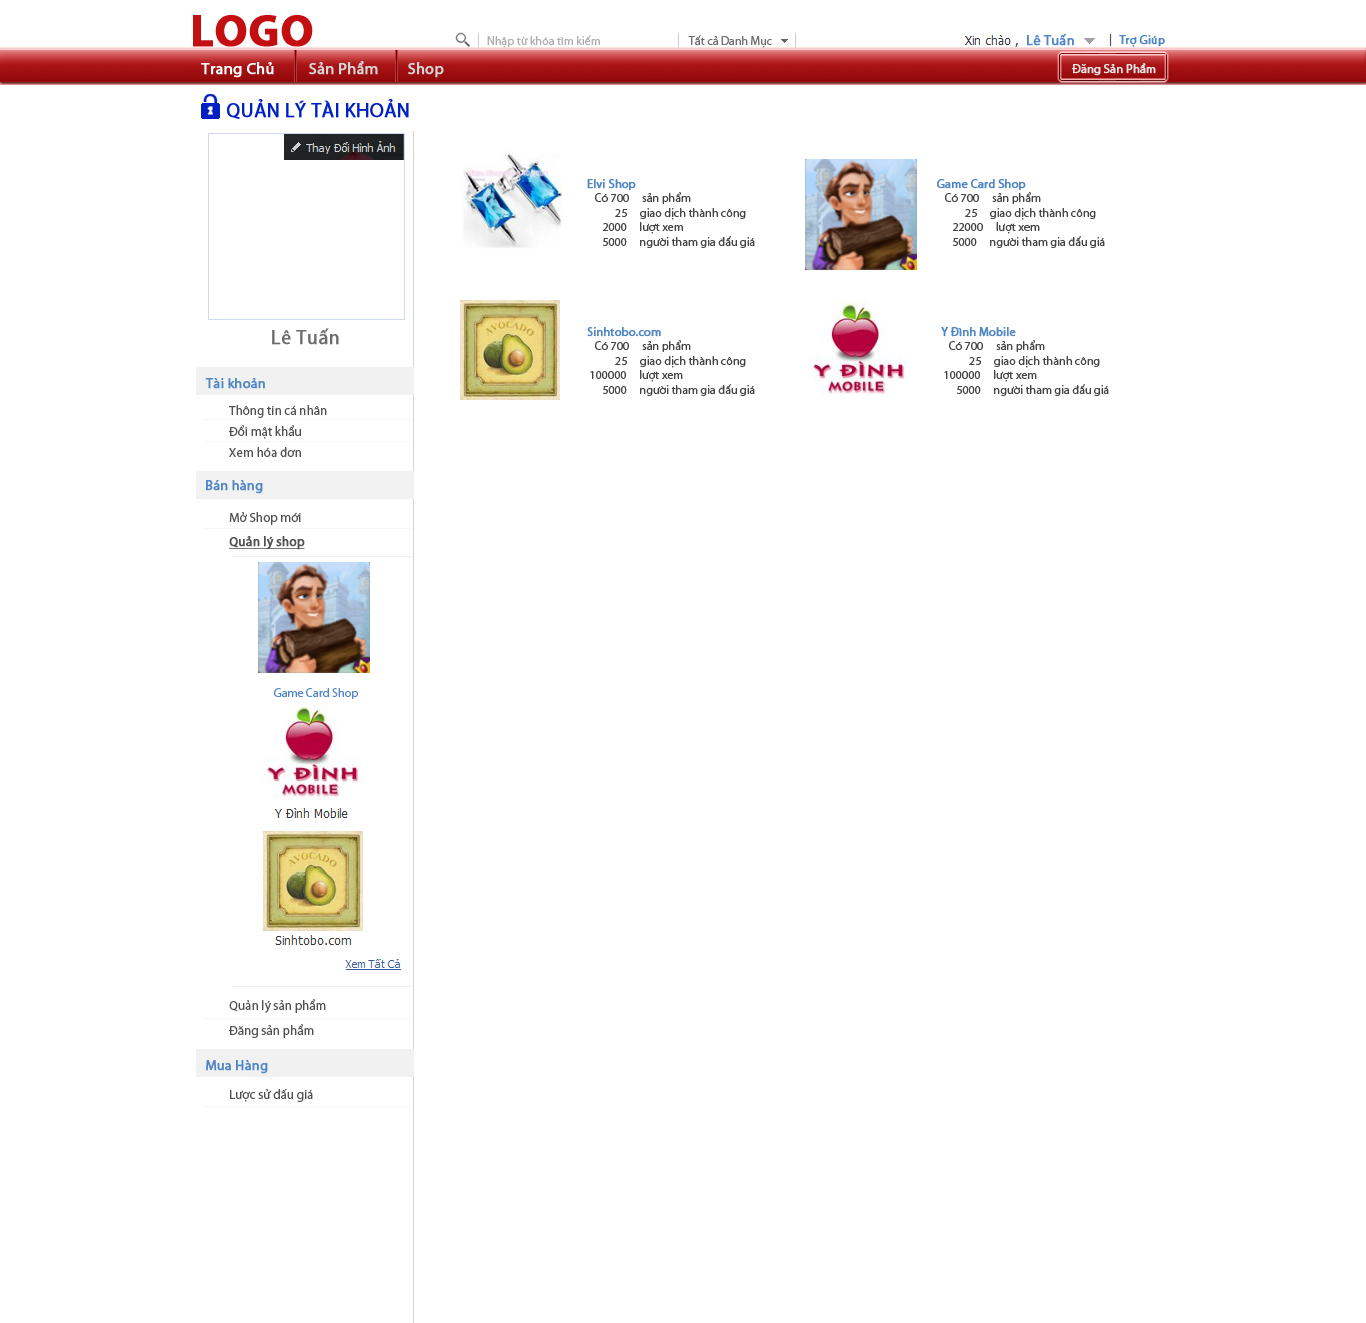 LOGO
Nhập từ khóa tìm kiếm
Tất cả Danh Mục
Xin chào , Lê Tuấn
Trợ Giúp
Trang Chủ
Sản Phẩm
Shop
Đăng Sản Phẩm
QUẢN LÝ TÀI KHOẢN
Thay Đổi Hình Ảnh
Lê Tuấn
Tài khoản
Thông tin cá nhân
Đổi mật khẩu
Xem hóa đơn
Bán hàng
Mở Shop mới
Quản lý shop
Game Card Shop
Y ĐÌNH
MOBILE
Y Đình Mobile
AVOCADO
Sinhtobo.com
Xem Tất Cả
Quản lý sản phẩm
Đăng sản phẩm
Mua Hàng
Lược sử đấu giá
Elvi Shop
Có 700 sản phẩm
25 giao dịch thành công
2000 lượt xem
5000 người tham gia đấu giá
Game Card Shop
Có 700 sản phẩm
25 giao dịch thành công
22000 lượt xem
5000 người tham gia đấu giá
AVOCADO
Sinhtobo.com
Có 700 sản phẩm
25 giao dịch thành công
100000 lượt xem
5000 người tham gia đấu giá
Y ĐÌNH
MOBILE
Y Đình Mobile
Có 700 sản phẩm
25 giao dịch thành công
100000 lượt xem
5000 người tham gia đấu giá